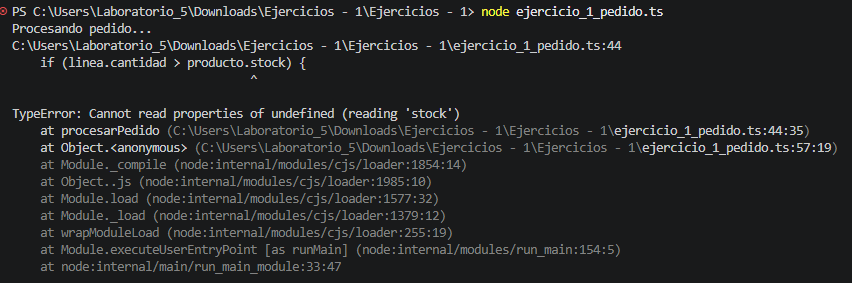 PS C:\Users\Laboratorio_5\Downloads\Ejercicios - 1\Ejercicios - 1> node ejercicio_1_pedido.ts
Procesando pedido...
C:\Users\Laboratorio_5\Downloads\Ejercicios - 1\Ejercicios - 1\ejercicio_1_pedido.ts:44
    if (linea.cantidad > producto.stock) {
                                  ^

TypeError: Cannot read properties of undefined (reading 'stock')
    at procesarPedido (C:\Users\Laboratorio_5\Downloads\Ejercicios - 1\Ejercicios - 1\ejercicio_1_pedido.ts:44:35)
    at Object.<anonymous> (C:\Users\Laboratorio_5\Downloads\Ejercicios - 1\Ejercicios - 1\ejercicio_1_pedido.ts:57:19)
    at Module._compile (node:internal/modules/cjs/loader:1854:14)
    at Object..js (node:internal/modules/cjs/loader:1985:10)
    at Module.load (node:internal/modules/cjs/loader:1577:32)
    at Module._load (node:internal/modules/cjs/loader:1379:12)
    at wrapModuleLoad (node:internal/modules/cjs/loader:255:19)
    at Module.executeUserEntryPoint [as runMain] (node:internal/modules/run_main:154:5)
    at node:internal/main/run_main_module:33:47